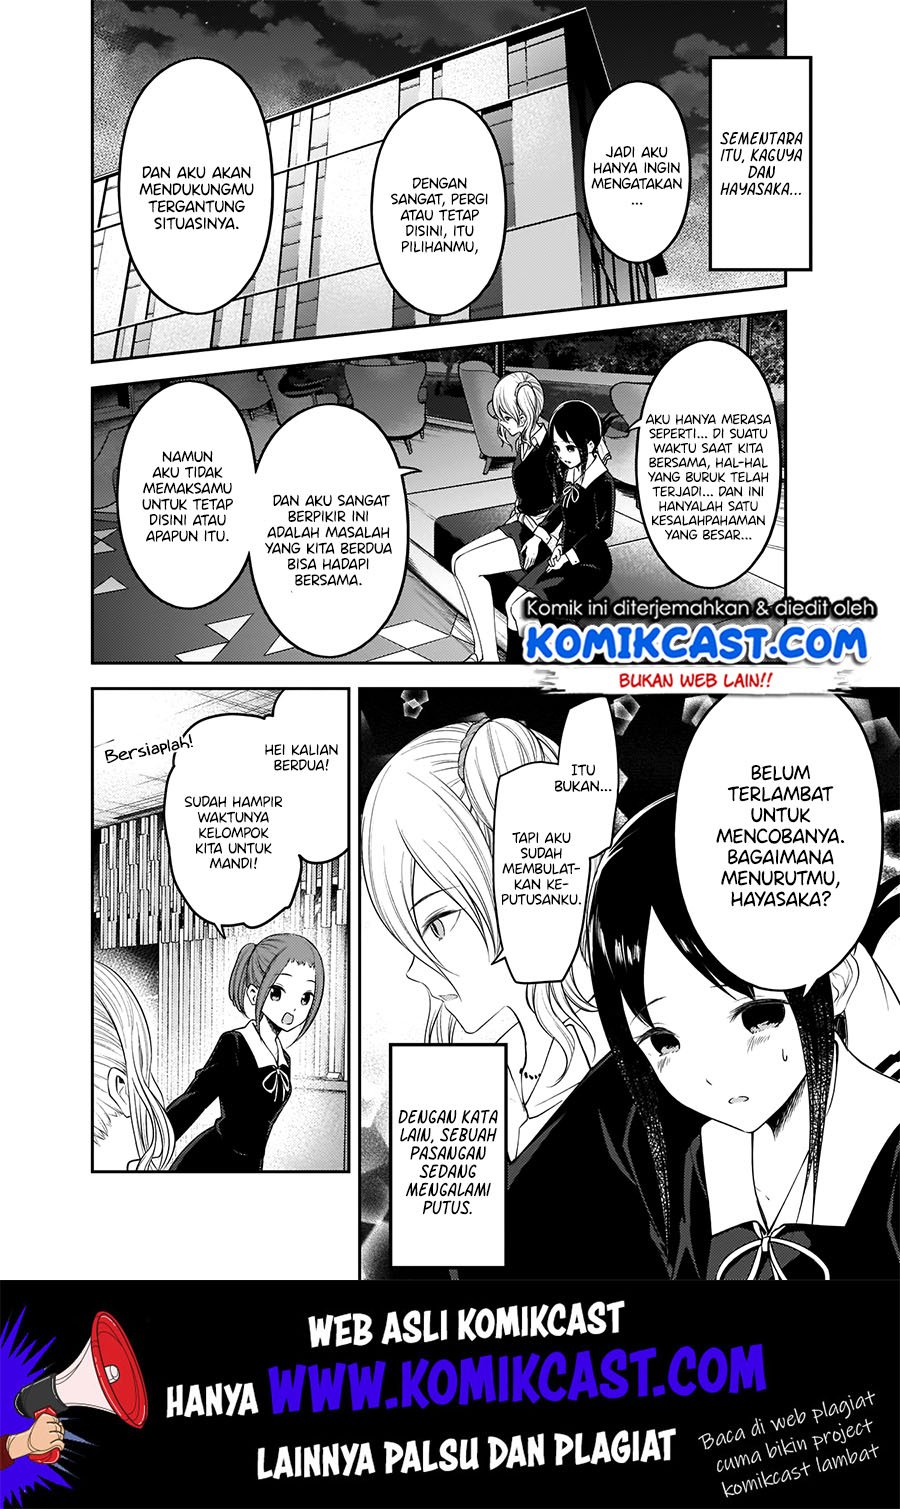 SEMENTARA
ITU, KAGUYA
DAN
HAYASAKA...
JADI AKU
HANYA INGIN
MENGATAKAN
...
DENGAN
SANGAT, PERGI
ATAU TETAP
DISINI, ITU
PILIHANMU,
DAN AKU AKAN
MENDUKUNGMU
TERGANTUNG
SITUASINYA.
AKU HANYA MERASA
SEPERTI... DI SUATU
WAKTU SAAT KITA
BERSAMA, HAL-HAL
YANG BURUK TELAH
TERJADI... DAN INI
HANYALAH SATU
KESALAHPAHAMAN
YANG BESAR...
DAN AKU SANGAT
BERPIKIR INI
ADALAH MASALAH
YANG KITA BERDUA
BISA HADAPI
BERSAMA.
NAMUN
AKU TIDAK
MEMAKSAMU
UNTUK TETAP
DISINI ATAU
APAPUN ITU.
Komik ini diterjemahkan & diedit oleh
KOMIKCAST.COM
BUKAN WEB LAIN!!
BELUM
TERLAMBAT
UNTUK
MENCOBANYA.
BAGAIMANA
MENURUTMU,
HAYASAKA?
ITU
BUKAN...
TAPI AKU
SUDAH
MEMBULAT-
KAN KE-
PUTUSANKU.
DENGAN KATA
LAIN, SEBUAH
PASANGAN
SEDANG
MENGALAMI
PUTUS.
HEI KALIAN
BERDUA!
Bersiaplah!
SUDAH HAMPIR
WAKTUNYA
KELOMPOK
KITA UNTUK
MANDI!
WEB ASLI KOMIKCAST
HANYA WWW.KOMIKCAST.COM
LAINNYA PALSU DAN PLAGIAT
Baca di web plagiat
cuma bikin project
komikcast lambat